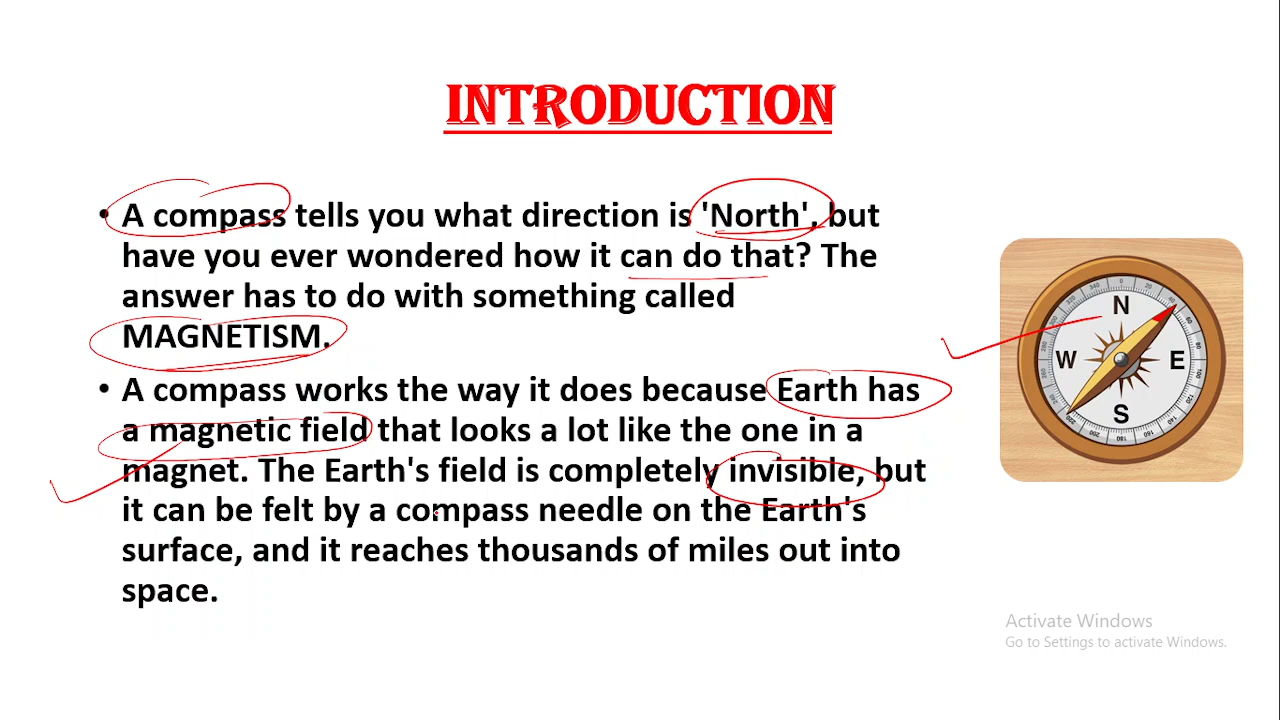 INTRODUCTION
• A compass tells you what direction is 'North', but
have you ever wondered how it can do that? The
answer has to do with something called
MAGNETISM.
• A compass works the way it does because Earth has
a magnetic field that looks a lot like the one in a
magnet. The Earth's field is completely invisible, but
it can be felt by a compass needle on the Earth's
surface, and it reaches thousands of miles out into
space.
N
W E
S
Activate Windows
Go to Settings to activate Windows.